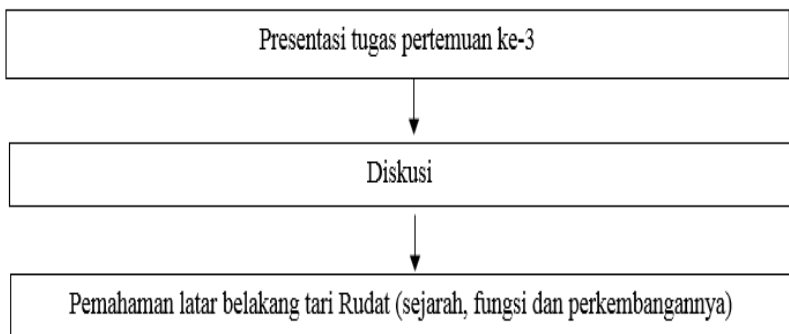 Presentasi tugas pertemuan ke-3
Diskusi
Pemahaman latar belakang tari Rudat (sejarah, fungsi dan perkembangannya)